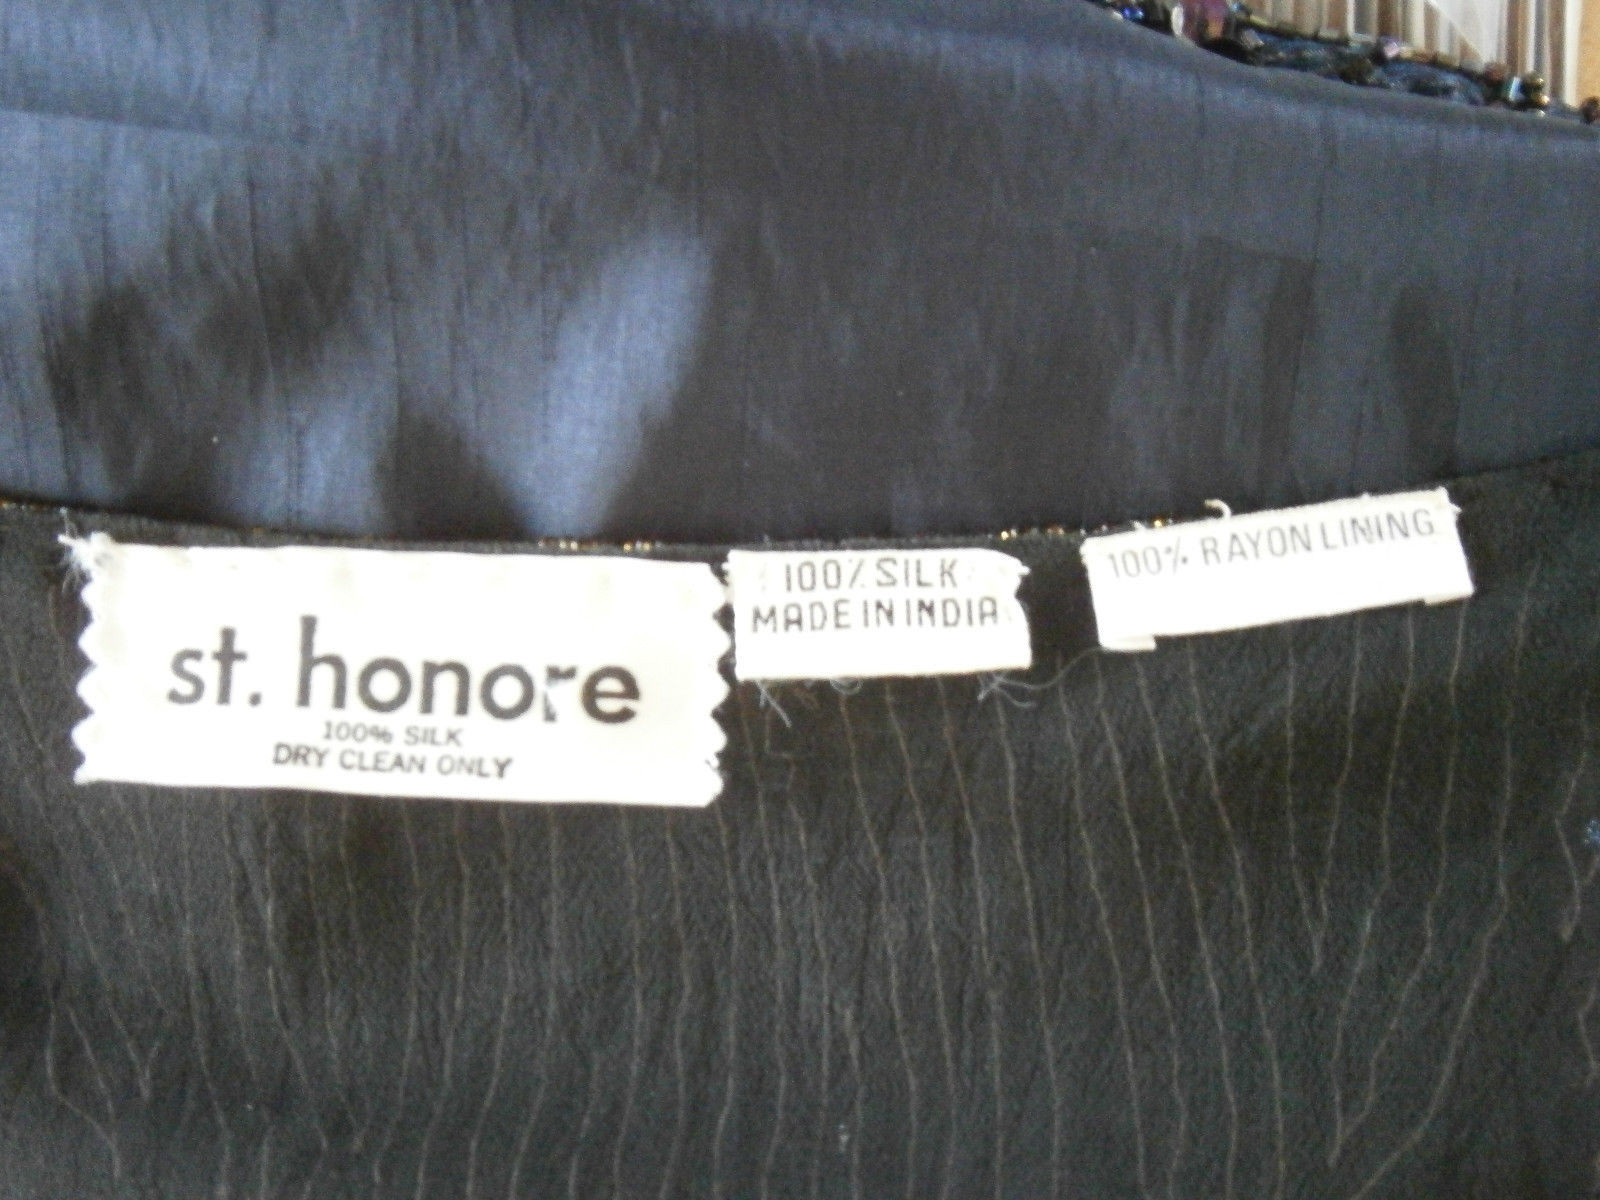 st. honore
100% SILK
DRY CLEAN ONLY
100% SILK
MADE IN INDIA
100% RAYON LINING